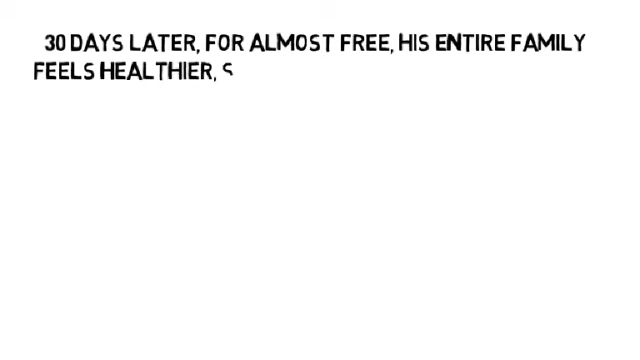 30 DAYS LATER, FOR ALMOST FREE, HIS ENTIRE FAMILY
FEELS HEALTHIER, S